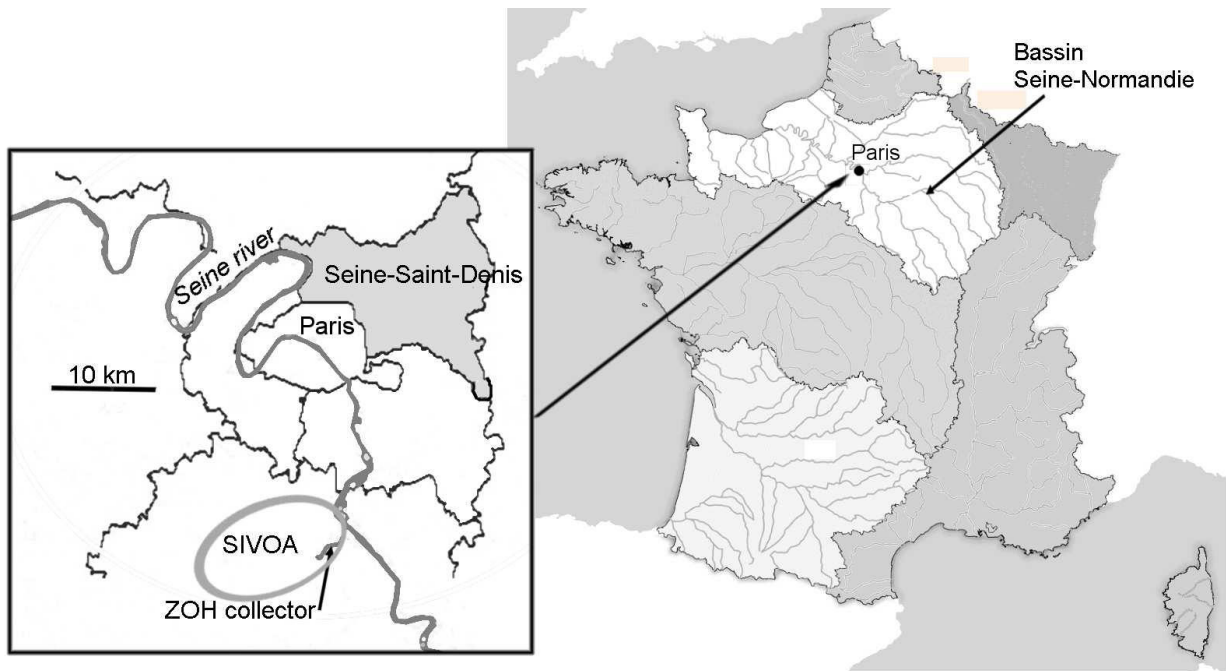 Bassin
Seine-Normandie
Paris
Seine river
Seine-Saint-Denis
Paris
10 km
SIVOA
ZOH collector